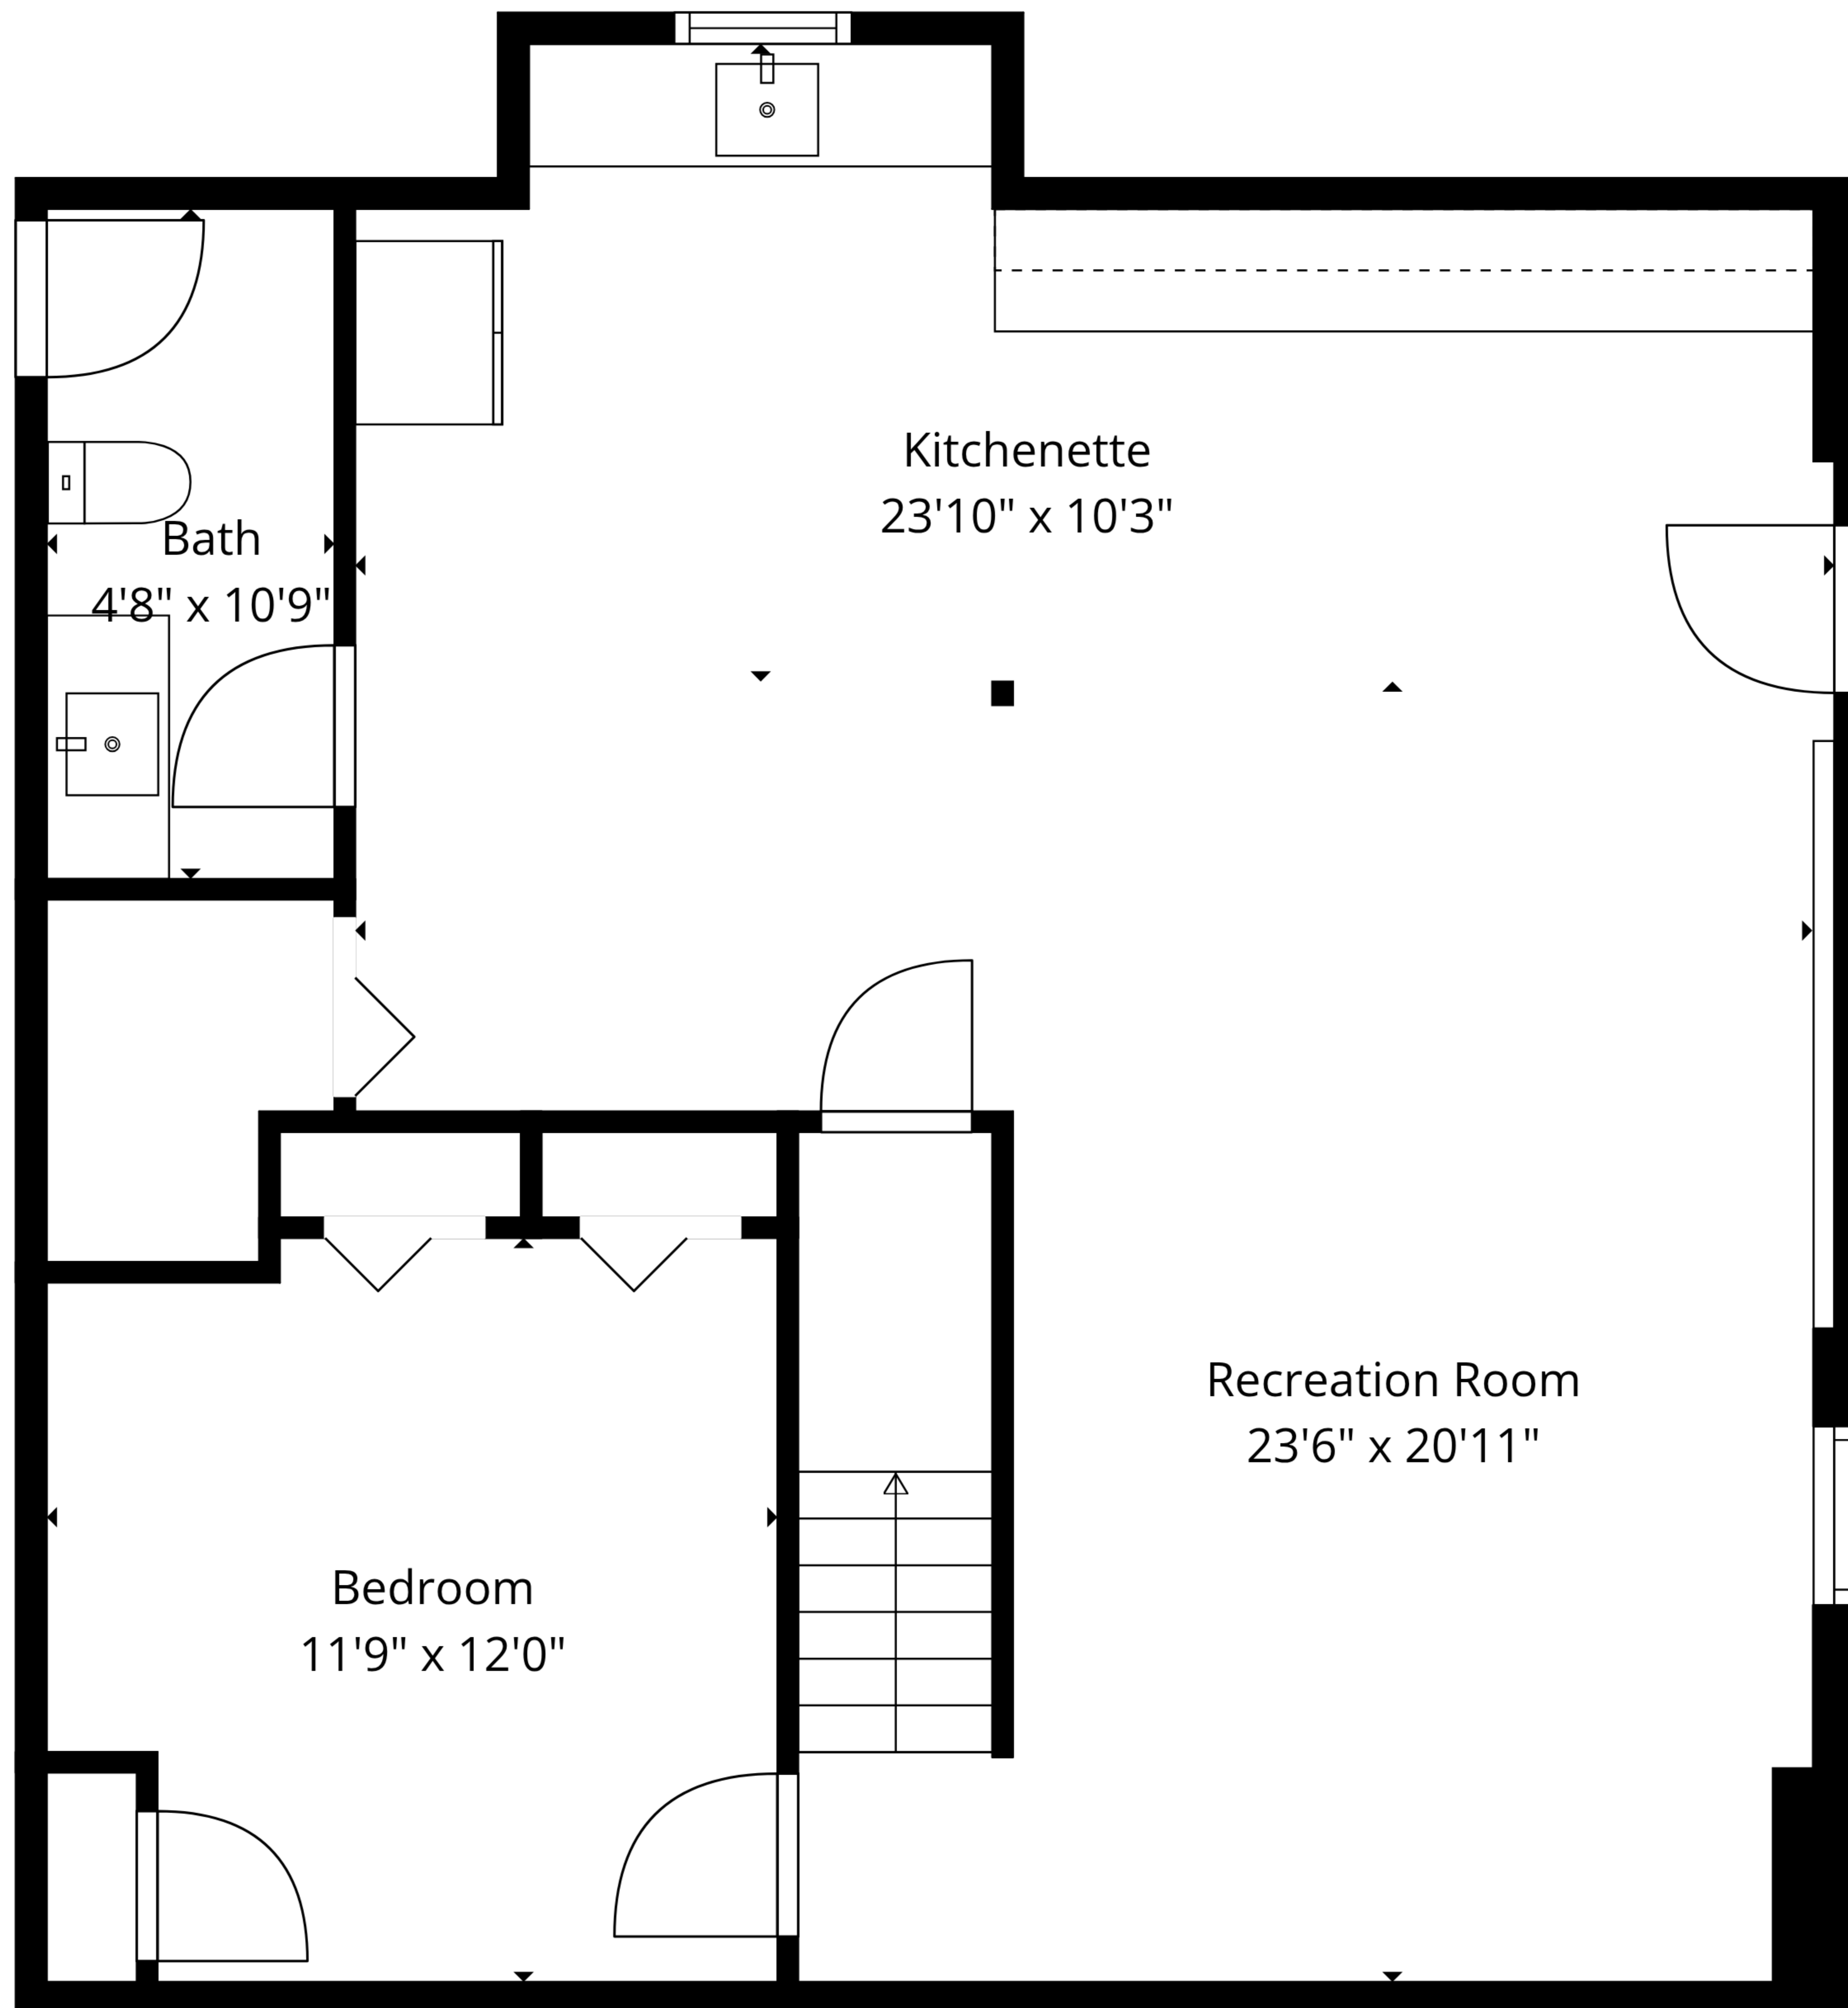 Kitchenette
23'10" x 10'3"
Bath
4'8" x 10'9"
Recreation Room
23'6" x 20'11"
Bedroom
11'9" x 12'0"